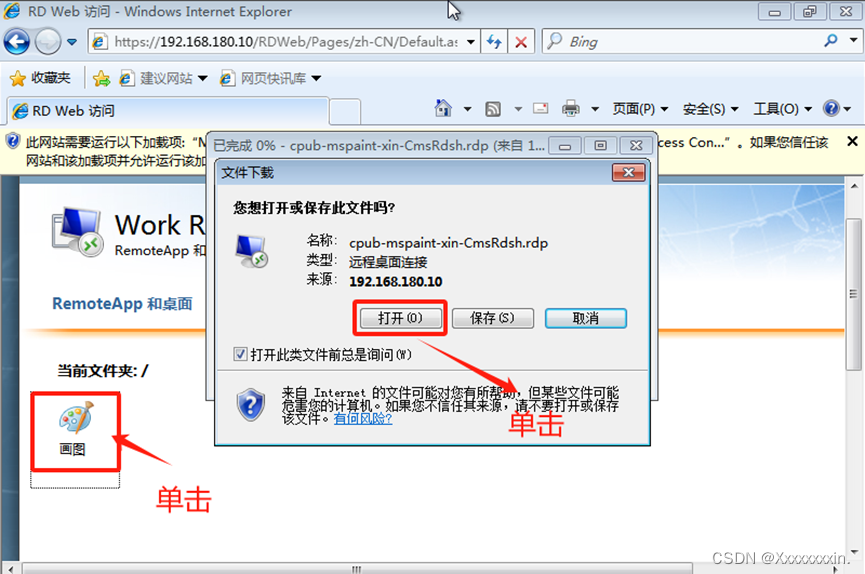 RD Web 访问 - Windows Internet Explorer
https://192.168.180.10/RDWeb/Pages/zh-CN/Default.as
Bing
收藏夹 建议网站 网页快讯库
RD Web 访问
页面(P) 安全(S) 工具(O)
此网站需要运行以下加载项: “M
cess Con...”。如果您信任该
网站和该加载项并允许运行该加
已完成 0% - cpub-mspaint-xin-CmsRdsh.rdp (来自 1...
文件下载
您想打开或保存此文件吗?
名称: cpub-mspaint-xin-CmsRdsh.rdp
类型: 远程桌面连接
来源: 192.168.180.10
打开(O) 保存(S) 取消
打开此类文件前总是询问(W)
来自 Internet 的文件可能对您有所帮助，但某些文件可能
危害您的计算机。如果您不信任其来源，请不要打开或保存
该文件。有何风险?
单击
Work R
RemoteApp 和
RemoteApp 和桌面
当前文件夹: /
画图
单击
CSDN @Xxxxxxxxin.